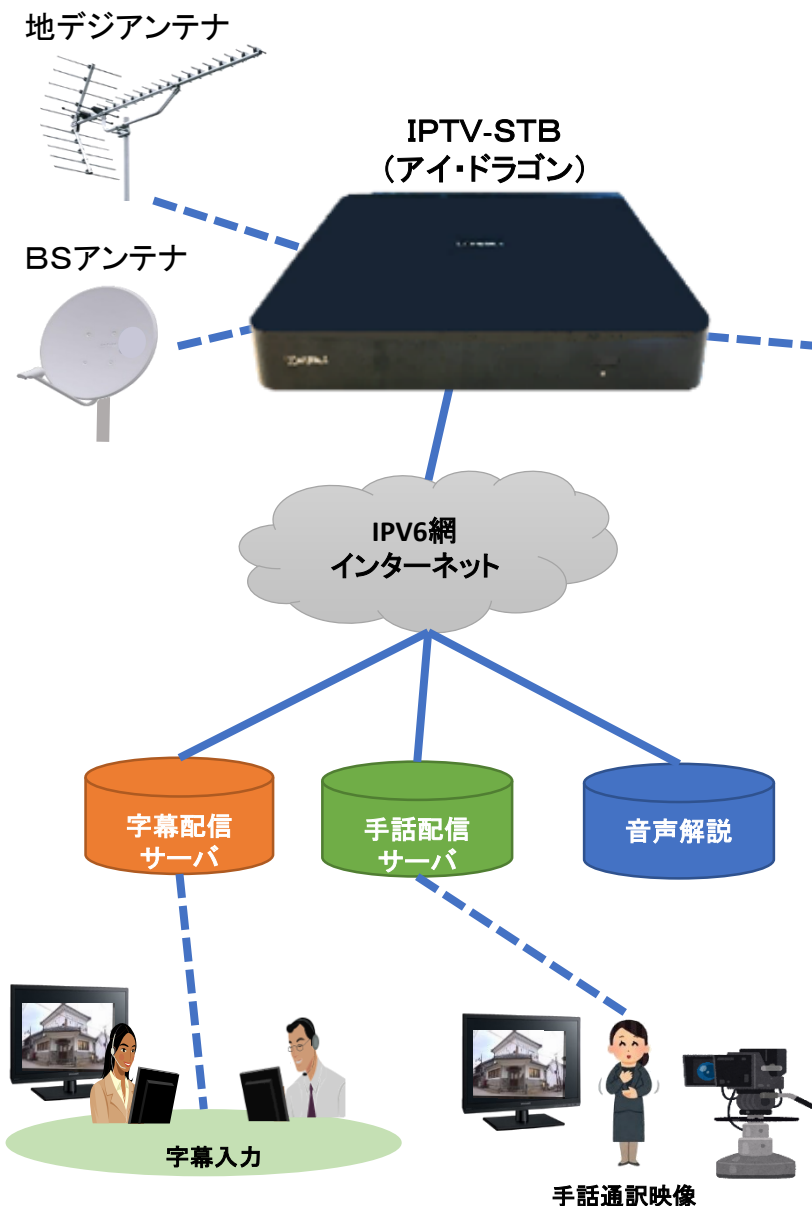 地デジアンテナ
IPTV-STB
（アイ・ドラゴン）
BSアンテナ
IPV6網
インターネット
字幕配信
サーバ
手話配信
サーバ
音声解説
字幕入力
手話通訳映像